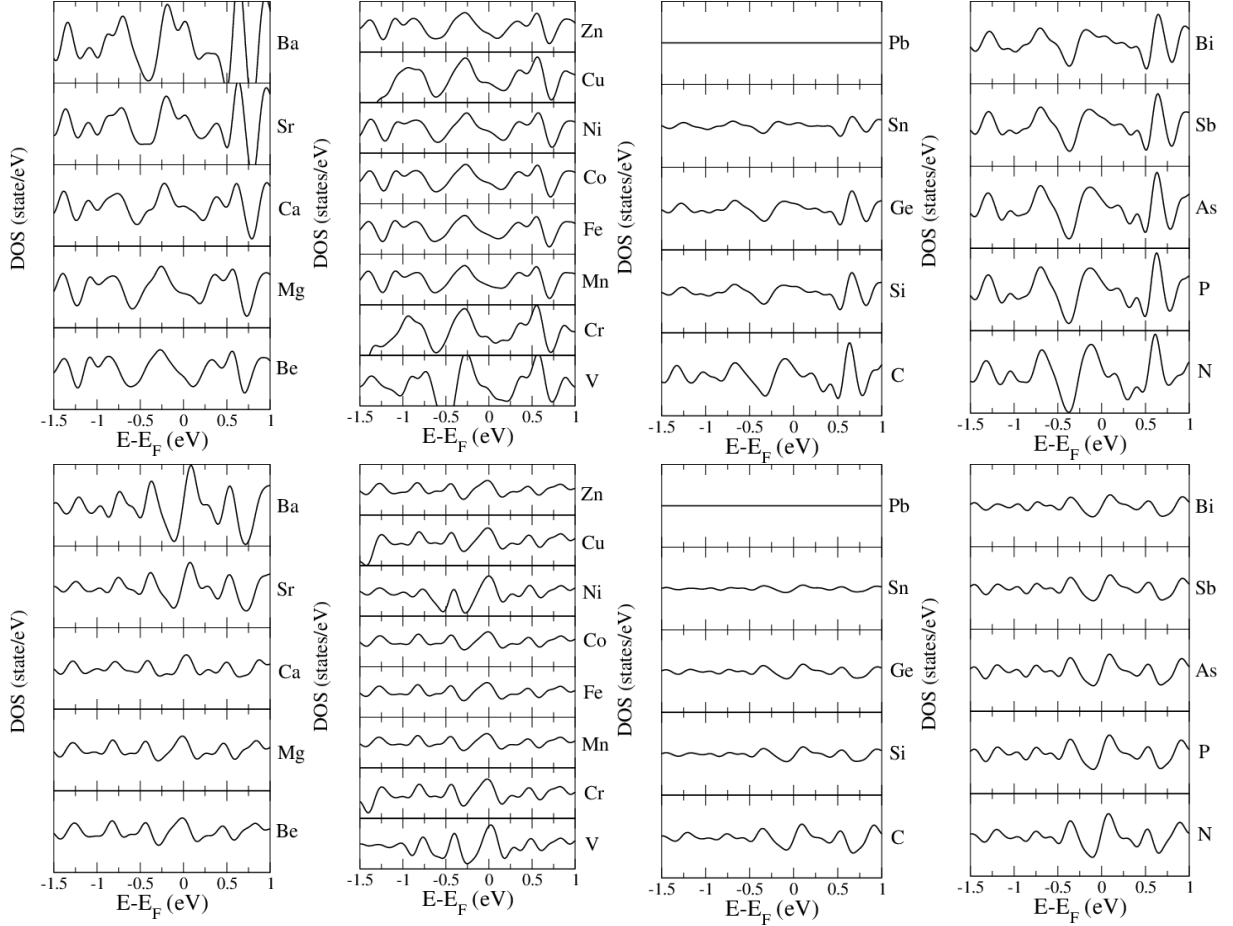 DOS (state/eV)
Ba
Sr
Ca
Mg
Be
-1.5 -1 -0.5 0 0.5 1
E-E_F (eV)
DOS (states/eV)
Zn
Cu
Ni
Co
Fe
Mn
Cr
V
-1.5 -1 -0.5 0 0.5 1
E-E_F (eV)
DOS (states/eV)
Pb
Sn
Ge
Si
C
-1.5 -1 -0.5 0 0.5 1
E-E_F (eV)
DOS (states/eV)
Bi
Sb
As
P
N
-1.5 -1 -0.5 0 0.5 1
E-E_F (eV)
DOS (state/eV)
Ba
Sr
Ca
Mg
Be
-1.5 -1 -0.5 0 0.5 1
E-E_F (eV)
DOS (states/eV)
Zn
Cu
Ni
Co
Fe
Mn
Cr
V
-1.5 -1 -0.5 0 0.5 1
E-E_F (eV)
DOS (states/eV)
Pb
Sn
Ge
Si
C
-1.5 -1 -0.5 0 0.5 1
E-E_F (eV)
DOS (states/eV)
Bi
Sb
As
P
N
-1.5 -1 -0.5 0 0.5 1
E-E_F (eV)